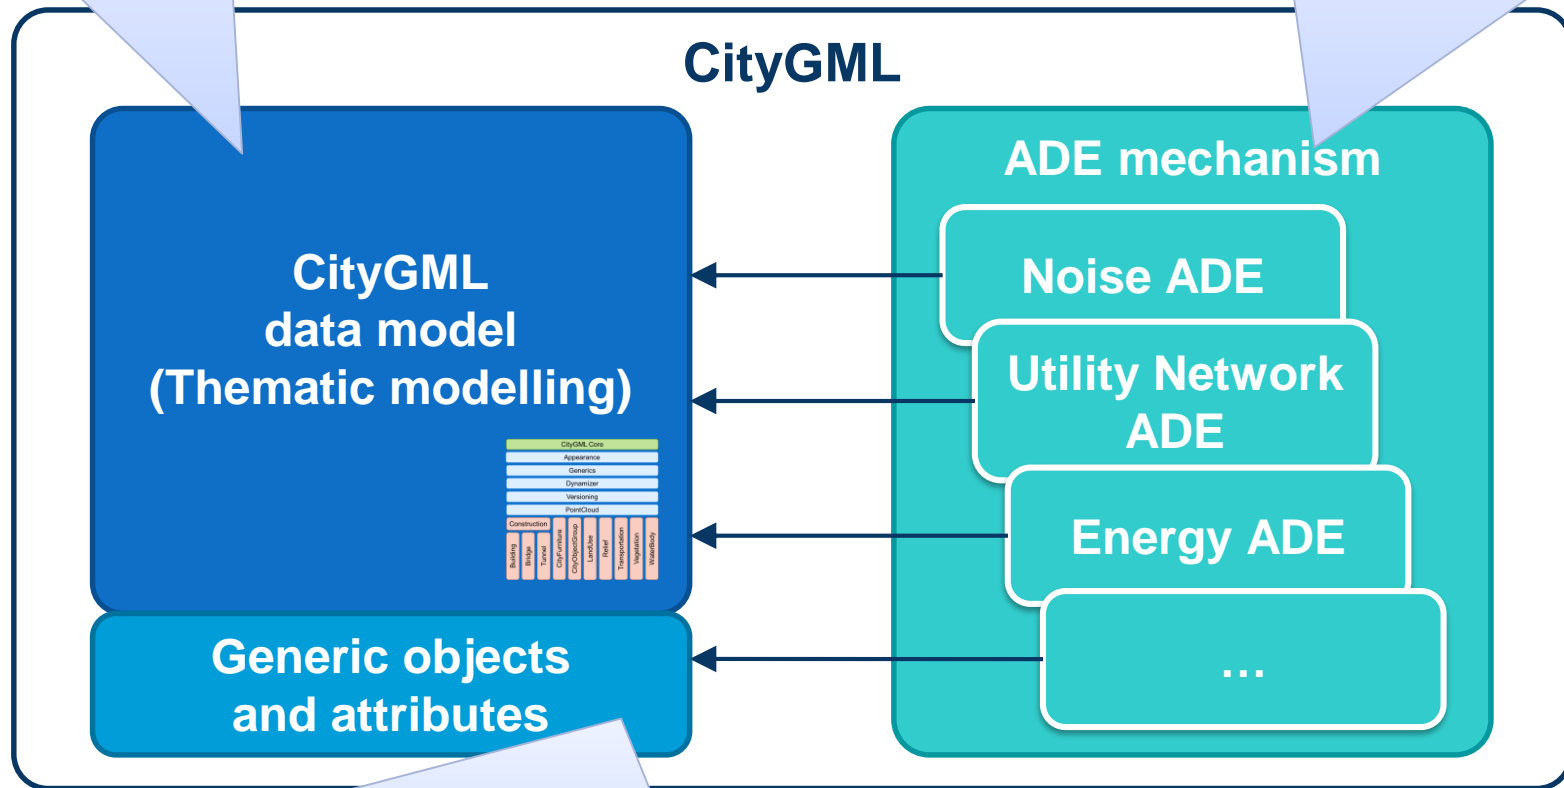 CityGML
CityGML
data model
(Thematic modelling)
CityGML Core
Appearance
Generics
Dynamizer
Versioning
PointCloud
Construction
Building
Bridge
Tunnel
CityFurniture
CityObjectGroup
LandUse
Relief
Transportation
Vegetation
WaterBody
Generic objects
and attributes
ADE mechanism
Noise ADE
Utility Network
ADE
Energy ADE
...